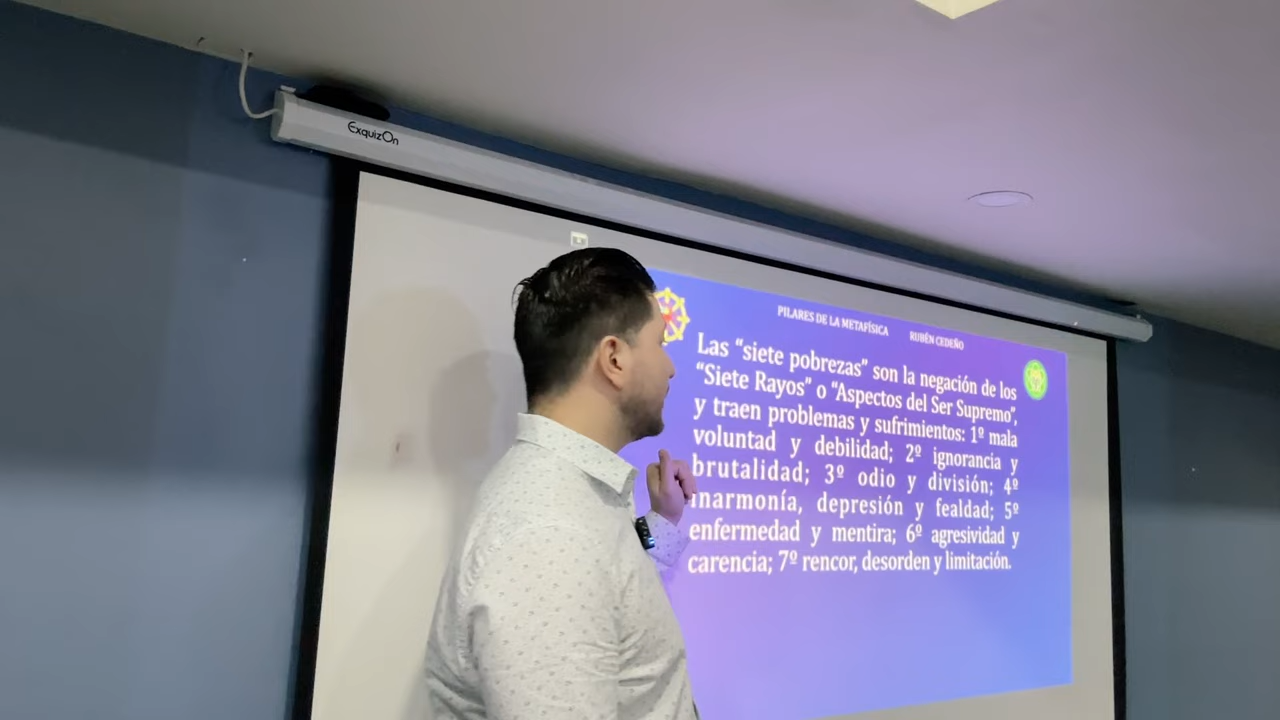 ExquizOn
PILARES DE LA METAFÍSICA RUBÉN CEDEÑO
Las “siete pobrezas” son la negación de los
“Siete Rayos” o “Aspectos del Ser Supremo”,
y traen problemas y sufrimientos: 1º mala
voluntad y debilidad; 2º ignorancia y
brutalidad; 3º odio y división; 4º
inarmonía, depresión y fealdad; 5º
enfermedad y mentira; 6º agresividad y
carencia; 7º rencor, desorden y limitación.